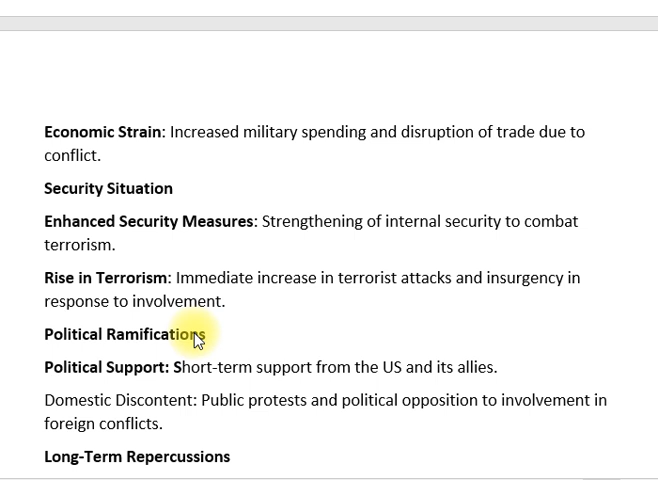 Economic Strain: Increased military spending and disruption of trade due to
conflict.
Security Situation
Enhanced Security Measures: Strengthening of internal security to combat
terrorism.
Rise in Terrorism: Immediate increase in terrorist attacks and insurgency in
response to involvement.
Political Ramifications
Political Support: Short-term support from the US and its allies.
Domestic Discontent: Public protests and political opposition to involvement in
foreign conflicts.
Long-Term Repercussions